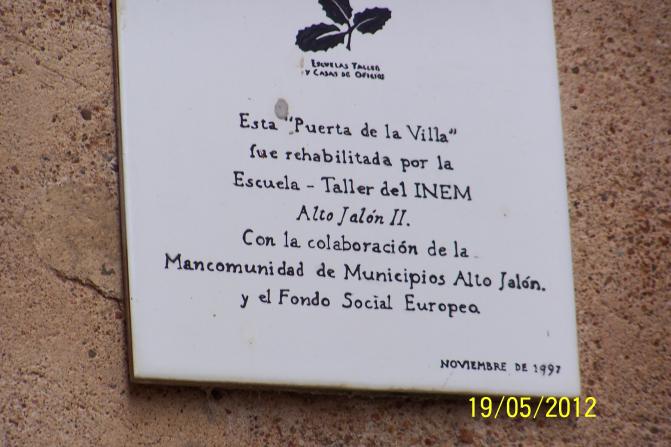 Escuelas Taller
y Casas de Oficios
Esta "Puerta de la Villa"
fue rehabilitada por la
Escuela - Taller del INEM
Alto Jalón II.
Con la colaboración de la
Mancomunidad de Municipios Alto Jalón.
y el Fondo Social Europeo
NOVIEMBRE DE 1997
19/05/2012